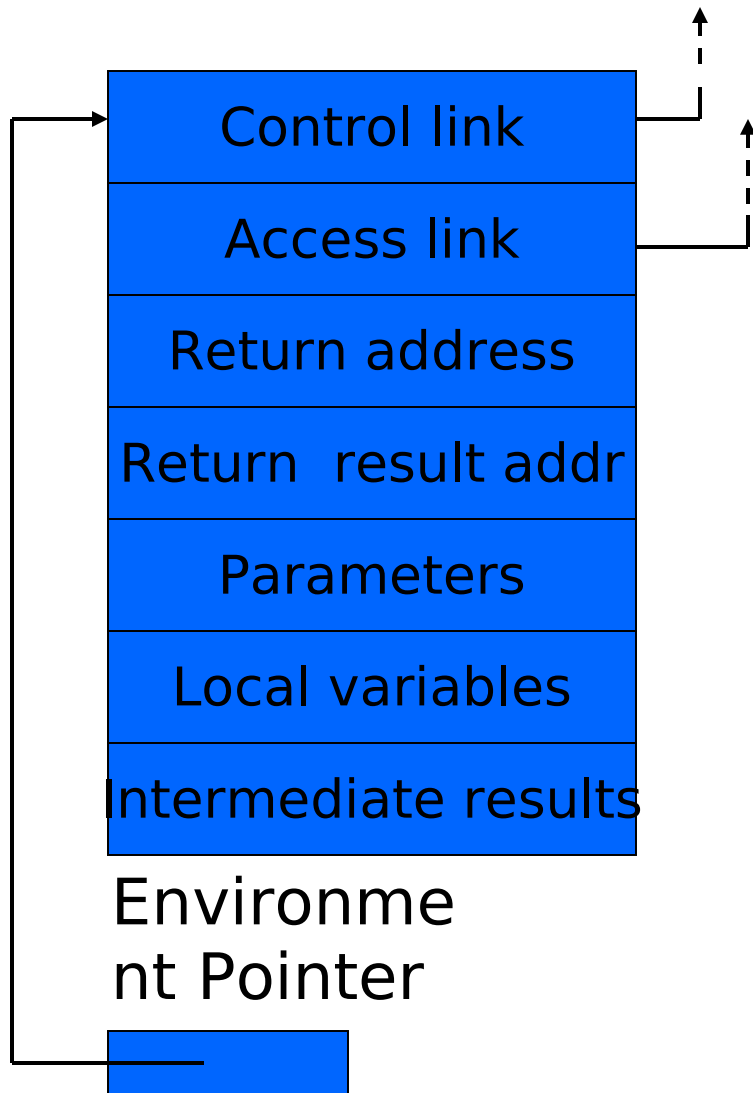 Control link
Access link
Return address
Return  result addr
Parameters
Local variables
Intermediate results
Environme
nt Pointer